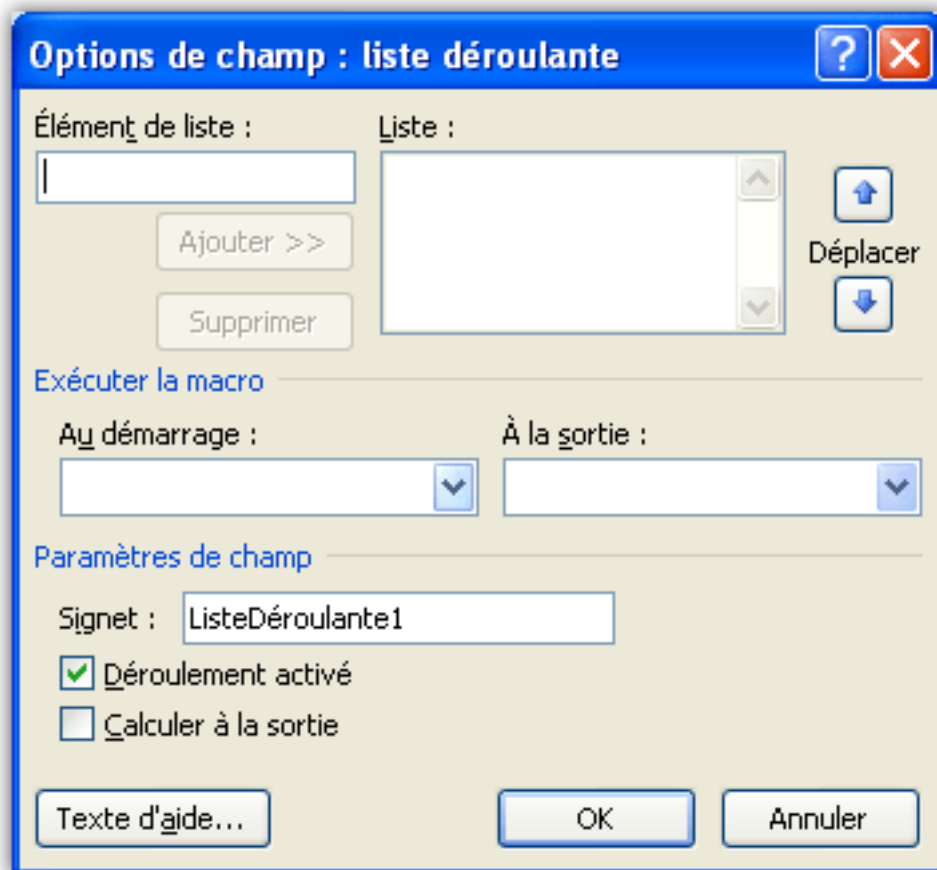 Options de champ : liste déroulante
Élément de liste :
Liste :
Ajouter >>
Déplacer
Supprimer
Exécuter la macro
Au démarrage :
À la sortie :
Paramètres de champ
Signet :
ListeDéroulante1
Déroulement activé
Calculer à la sortie
Texte d'aide...
OK
Annuler